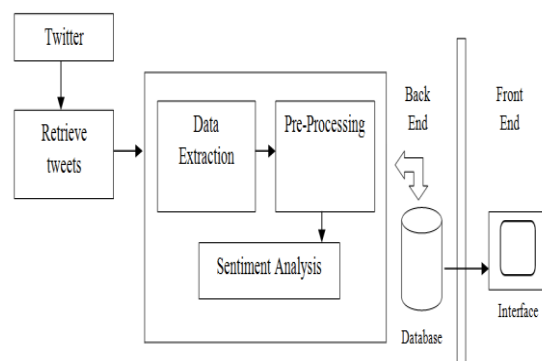 Twitter
Retrieve
tweets
Data
Extraction
Pre-Processing
Sentiment Analysis
Back
End
Front
End
Database
Interface